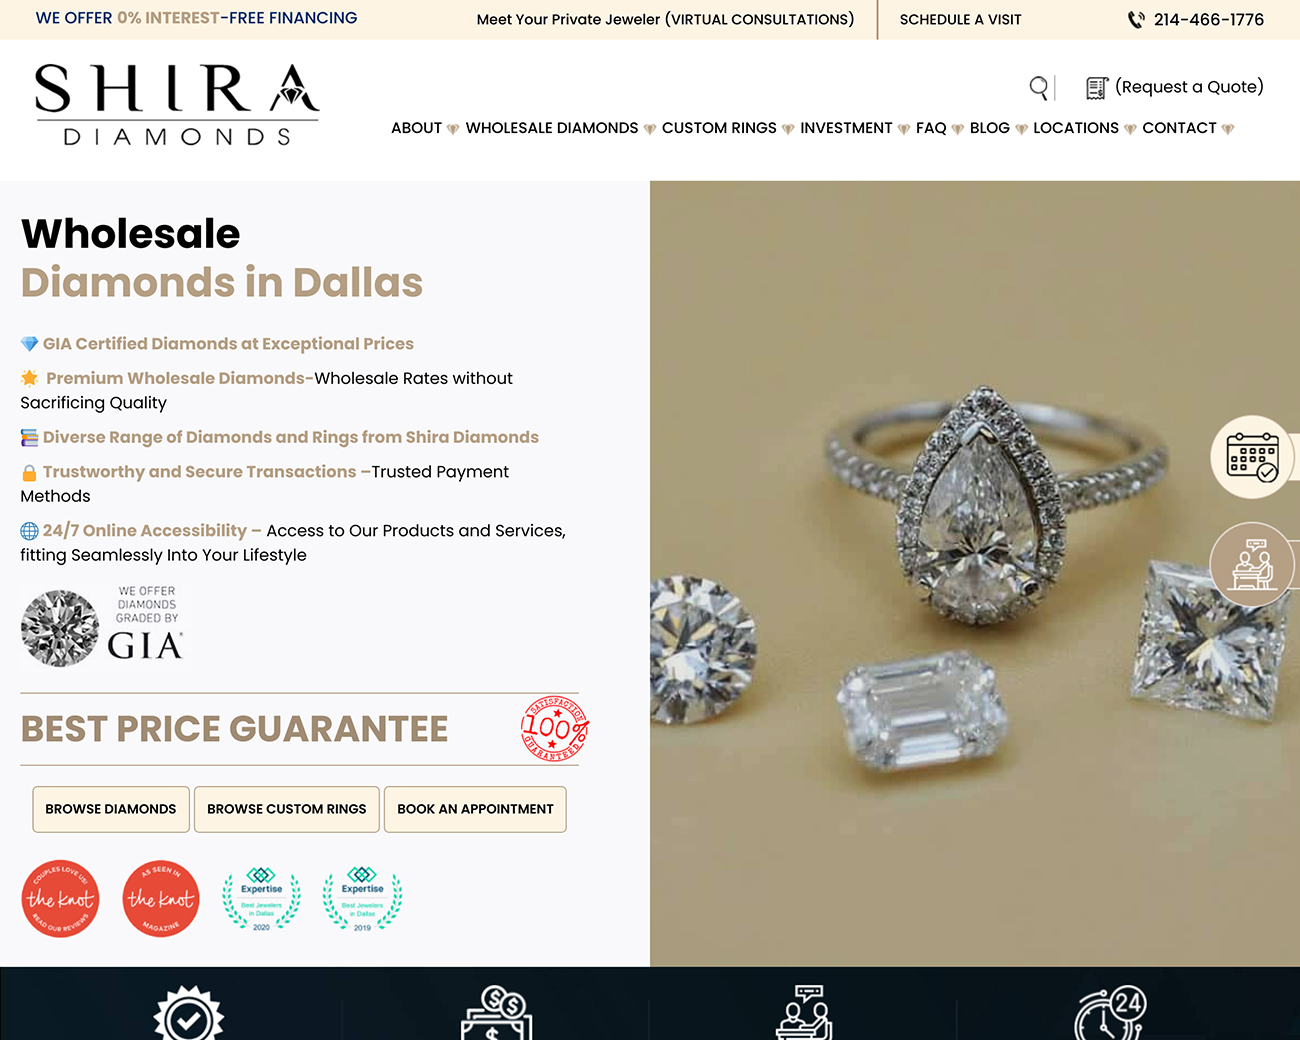 WE OFFER 0% INTEREST-FREE FINANCING
Meet Your Private Jeweler (VIRTUAL CONSULTATIONS)
SCHEDULE A VISIT
214-466-1776
SHIRA
DIAMONDS
(Request a Quote)
ABOUT WHOLESALE DIAMONDS CUSTOM RINGS INVESTMENT FAQ BLOG LOCATIONS CONTACT
Wholesale
Diamonds in Dallas
GIA Certified Diamonds at Exceptional Prices
Premium Wholesale Diamonds-Wholesale Rates without
Sacrificing Quality
Diverse Range of Diamonds and Rings from Shira Diamonds
Trustworthy and Secure Transactions –Trusted Payment
Methods
24/7 Online Accessibility – Access to Our Products and Services,
fitting Seamlessly Into Your Lifestyle
WE OFFER
DIAMONDS
GRADED BY
GIA
BEST PRICE GUARANTEE
SATISFACTION
100%
GUARANTEED
BROWSE DIAMONDS
BROWSE CUSTOM RINGS
BOOK AN APPOINTMENT
COUPLES LOVE US!
the knot
READ OUR REVIEWS
AS SEEN IN
the knot
MAGAZINE
Expertise
Best Jewelers
in Dallas
2020
Expertise
Best Jewelers
in Dallas
2019
24